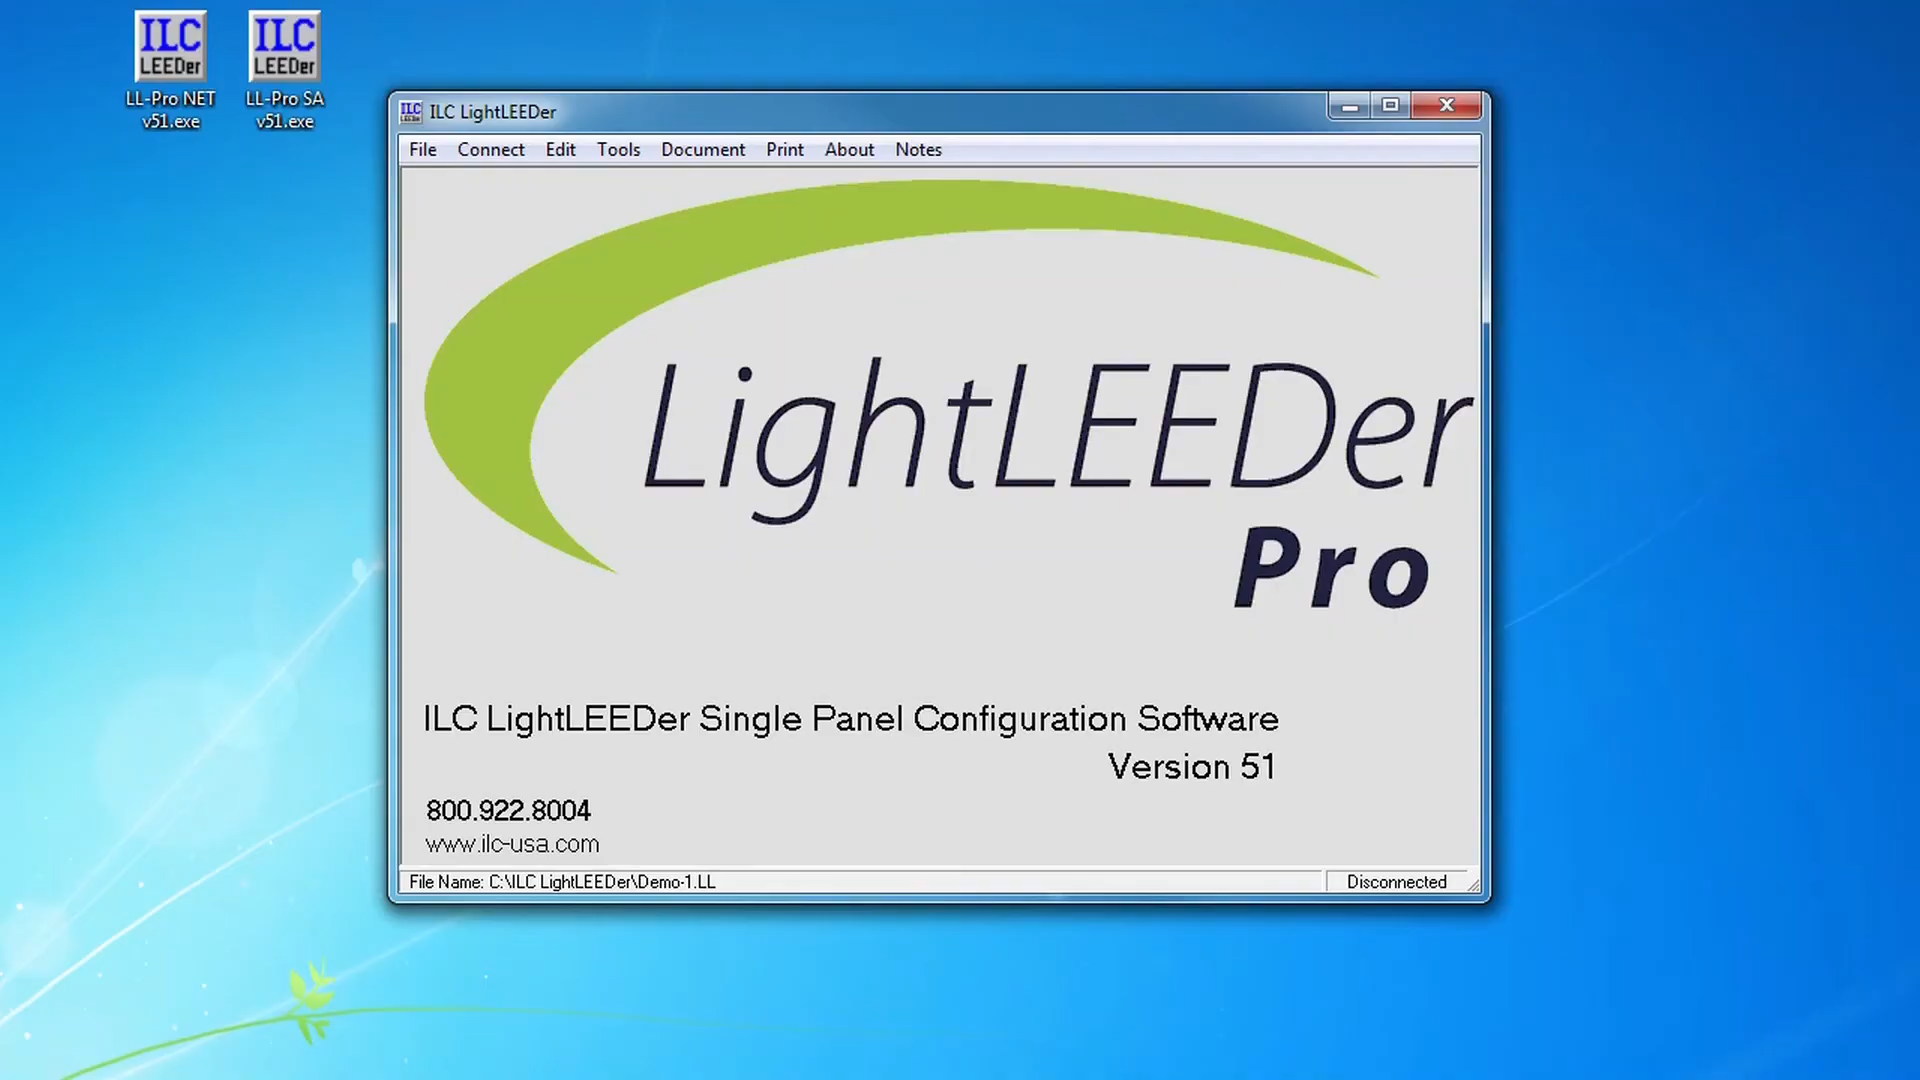 ILC
LEEDer
LL-Pro NET
v51.exe
ILC
LEEDer
LL-Pro SA
v51.exe
ILC LightLEEDer
File Connect Edit Tools Document Print About Notes
LightLEEDer
Pro
ILC LightLEEDer Single Panel Configuration Software
Version 51
800.922.8004
www.ilc-usa.com
File Name: C:\ILC LightLEEDer\Demo-1.LL
Disconnected